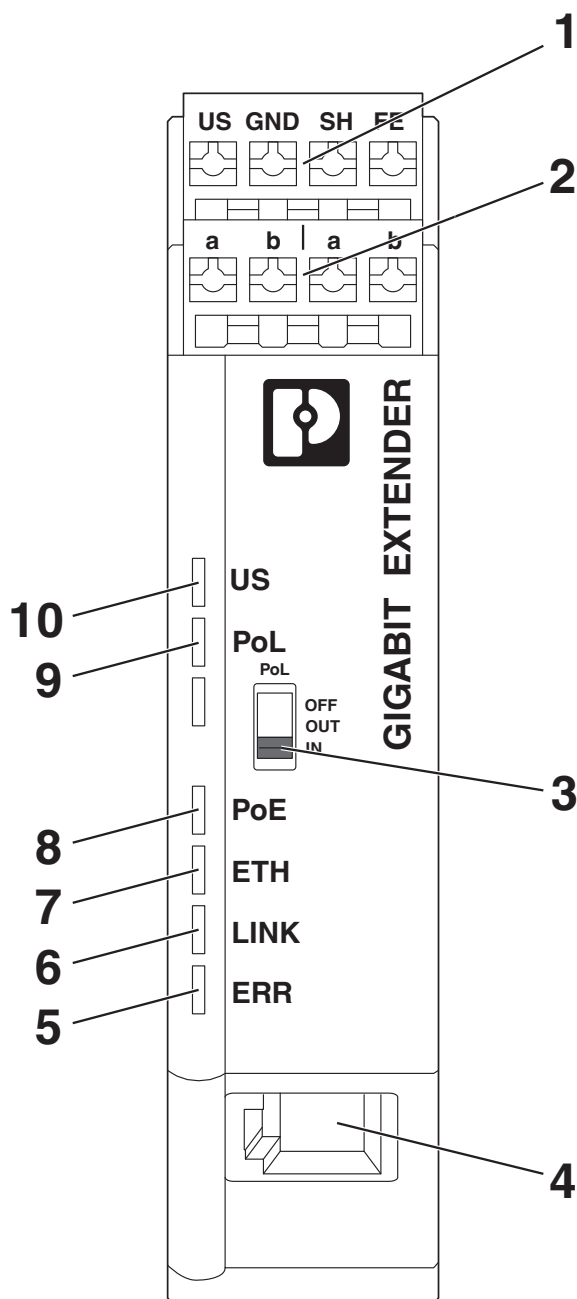 1
US GND SH FE
2
a b | a b
GIGABIT EXTENDER
10
US
9
PoL
PoL
OFF
OUT
IN
3
8
PoE
7
ETH
6
LINK
5
ERR
4